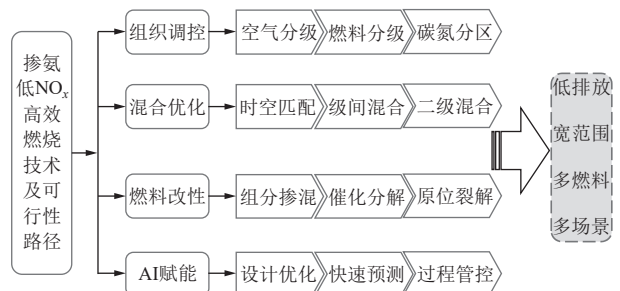 掺氨
低NOx
高效
燃烧
技术
及可
行性
路径
组织调控
空气分级
燃料分级
碳氮分区
混合优化
时空匹配
级间混合
二级混合
燃料改性
组分掺混
催化分解
原位裂解
AI赋能
设计优化
快速预测
过程管控
低排放
宽范围
多燃料
多场景